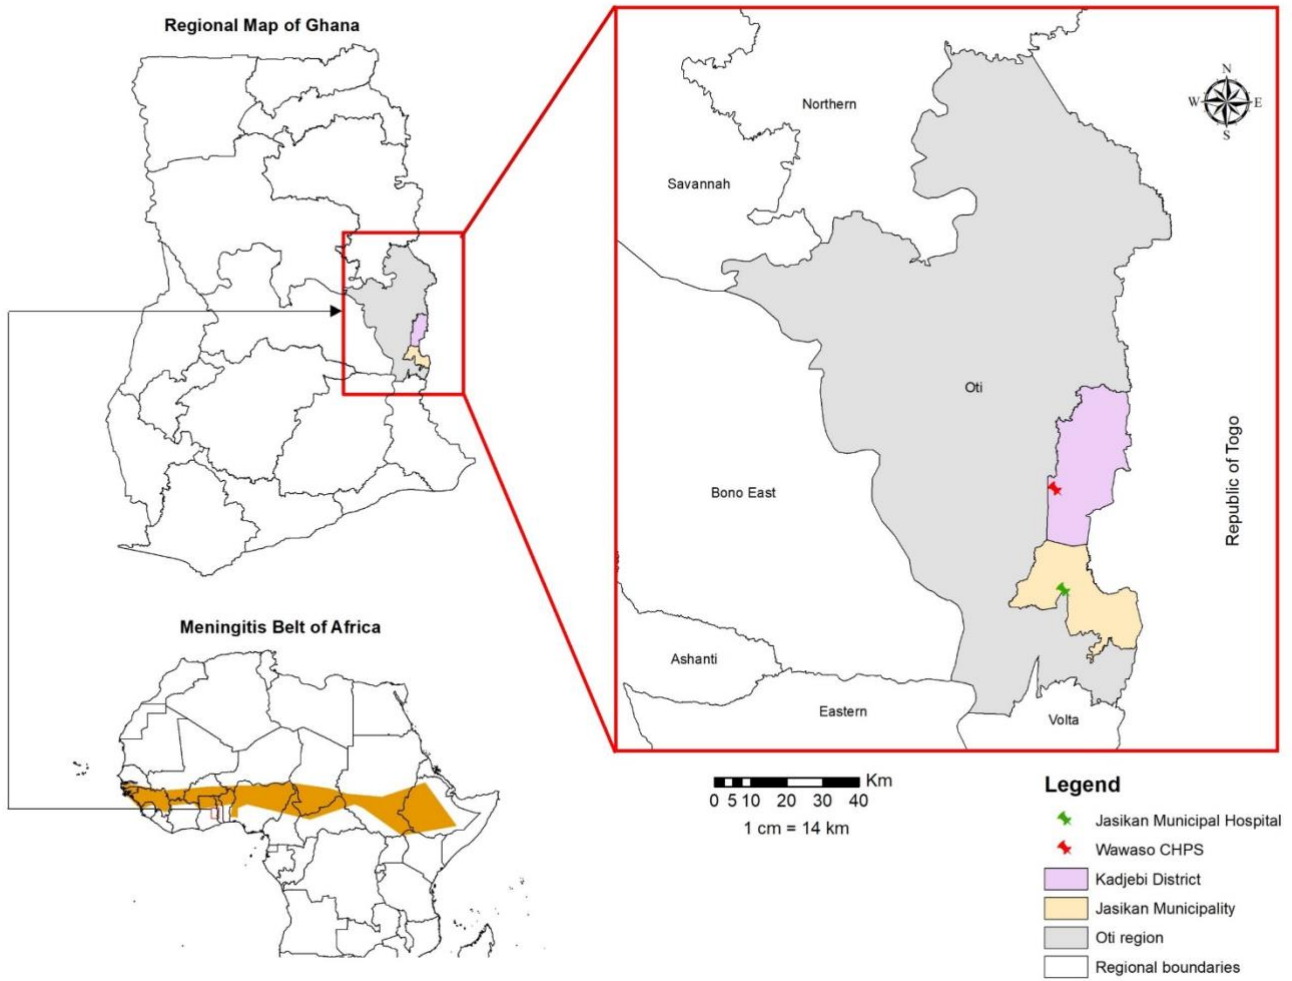 Regional Map of Ghana
N
W E
S
Northern
Savannah
Oti
Bono East
Republic of Togo
Ashanti
Eastern
Volta
Meningitis Belt of Africa
Km
0 5 10 20 30 40
1 cm = 14 km
Legend
Jasikan Municipal Hospital
Wawaso CHPS
Kadjebi District
Jasikan Municipality
Oti region
Regional boundaries